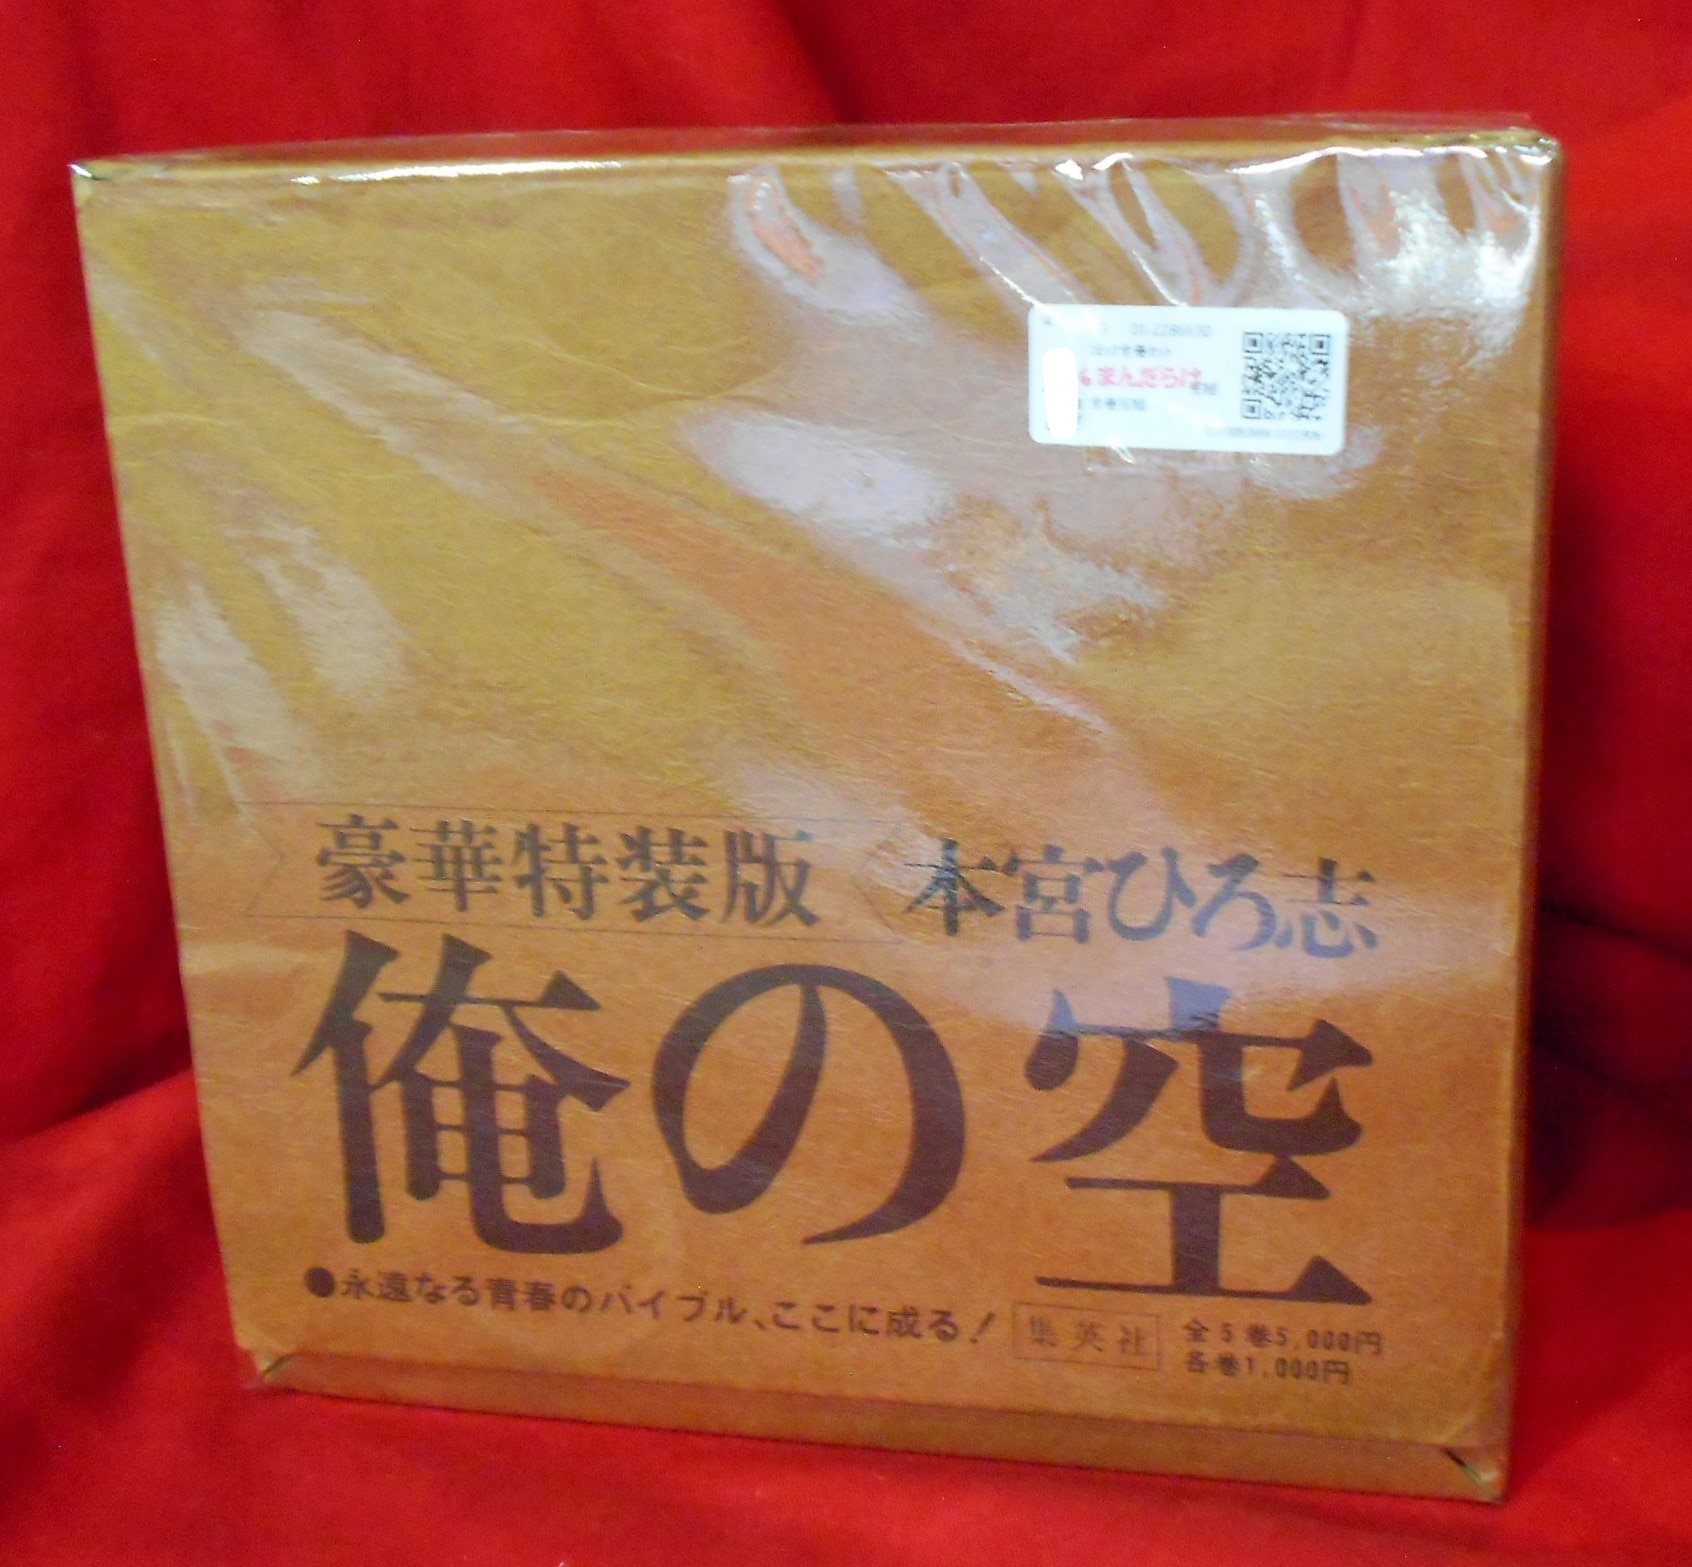 まんだらけ
豪華特装版
本宮ひろ志
俺の空
●永遠なる青春のバイブル、ここに成る!
集英社
全5巻5,000円
各巻1,000円